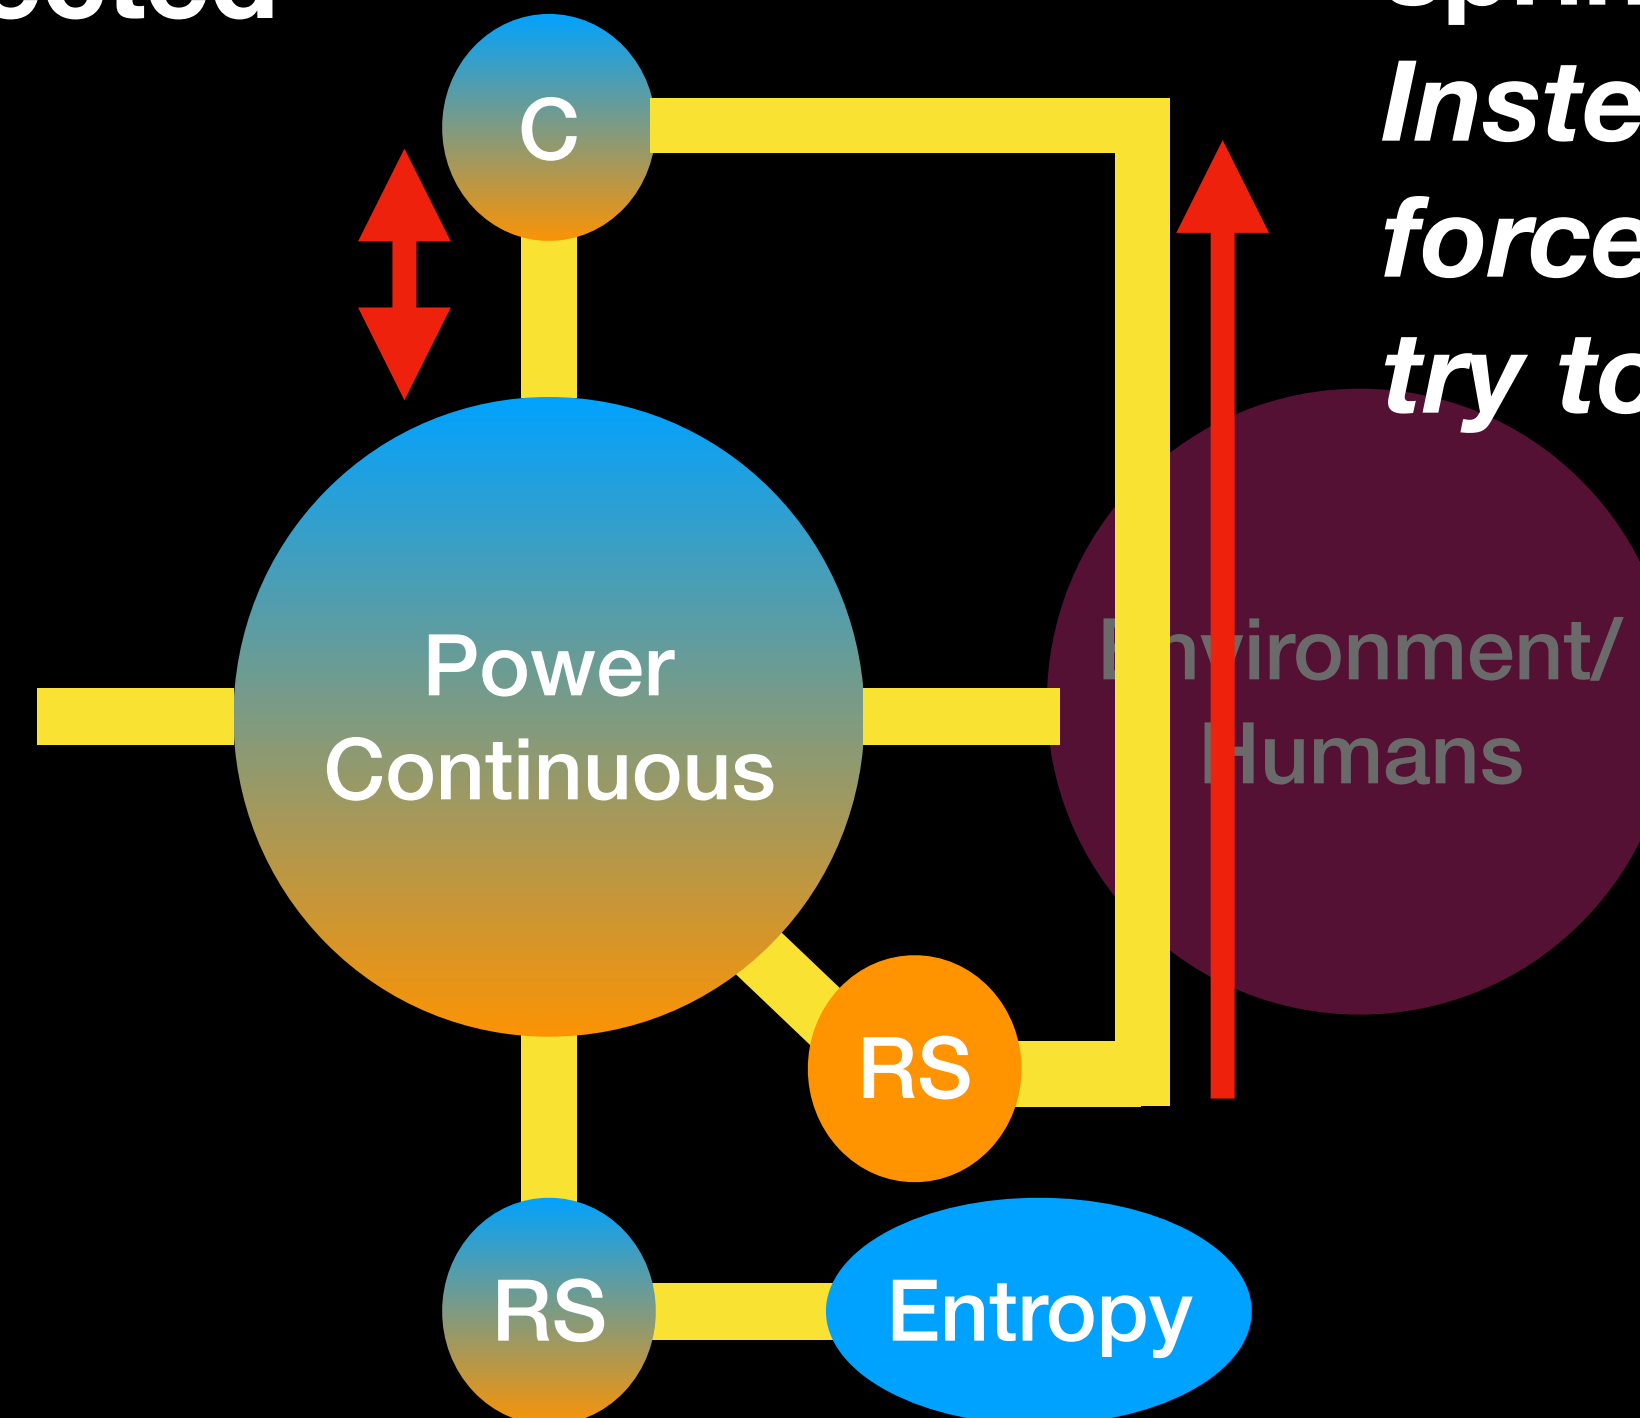 C
Inste
force
try to
Power
Continuous
Environment/
Humans
RS
RS
Entropy